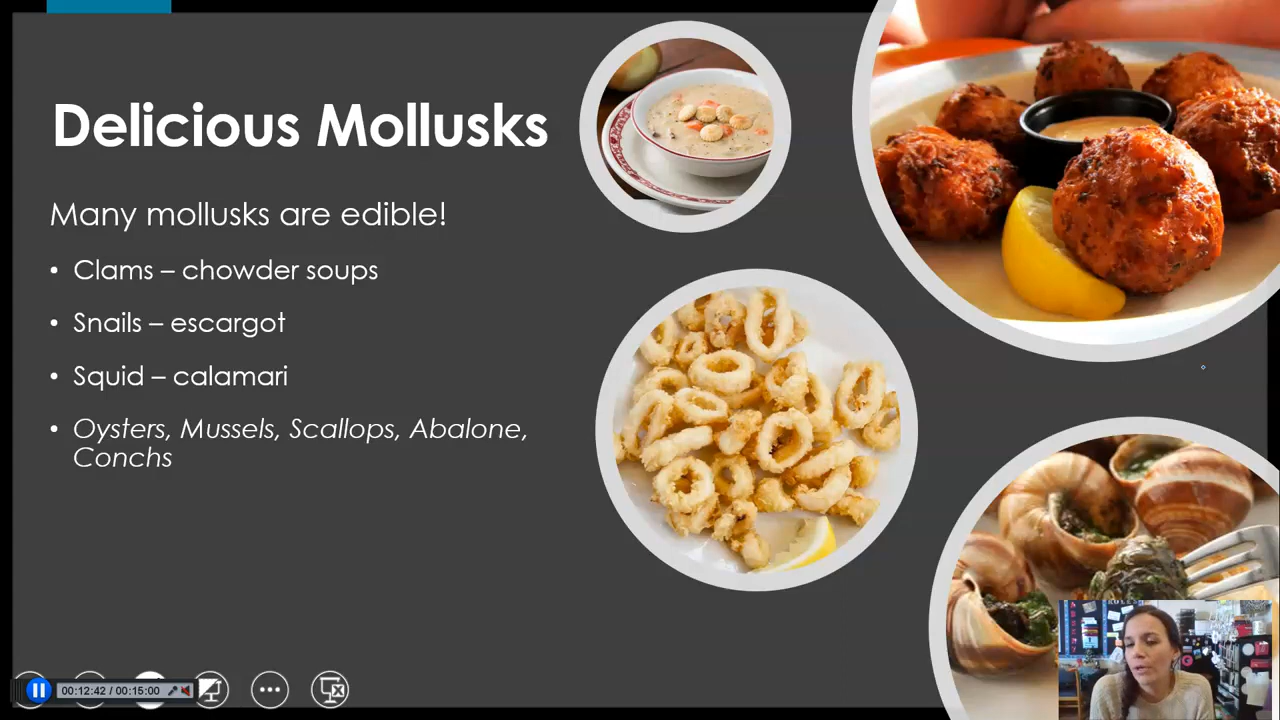 Delicious Mollusks
Many mollusks are edible!
• Clams – chowder soups
• Snails – escargot
• Squid – calamari
• Oysters, Mussels, Scallops, Abalone,
Conchs
00:12:42 / 00:15:00